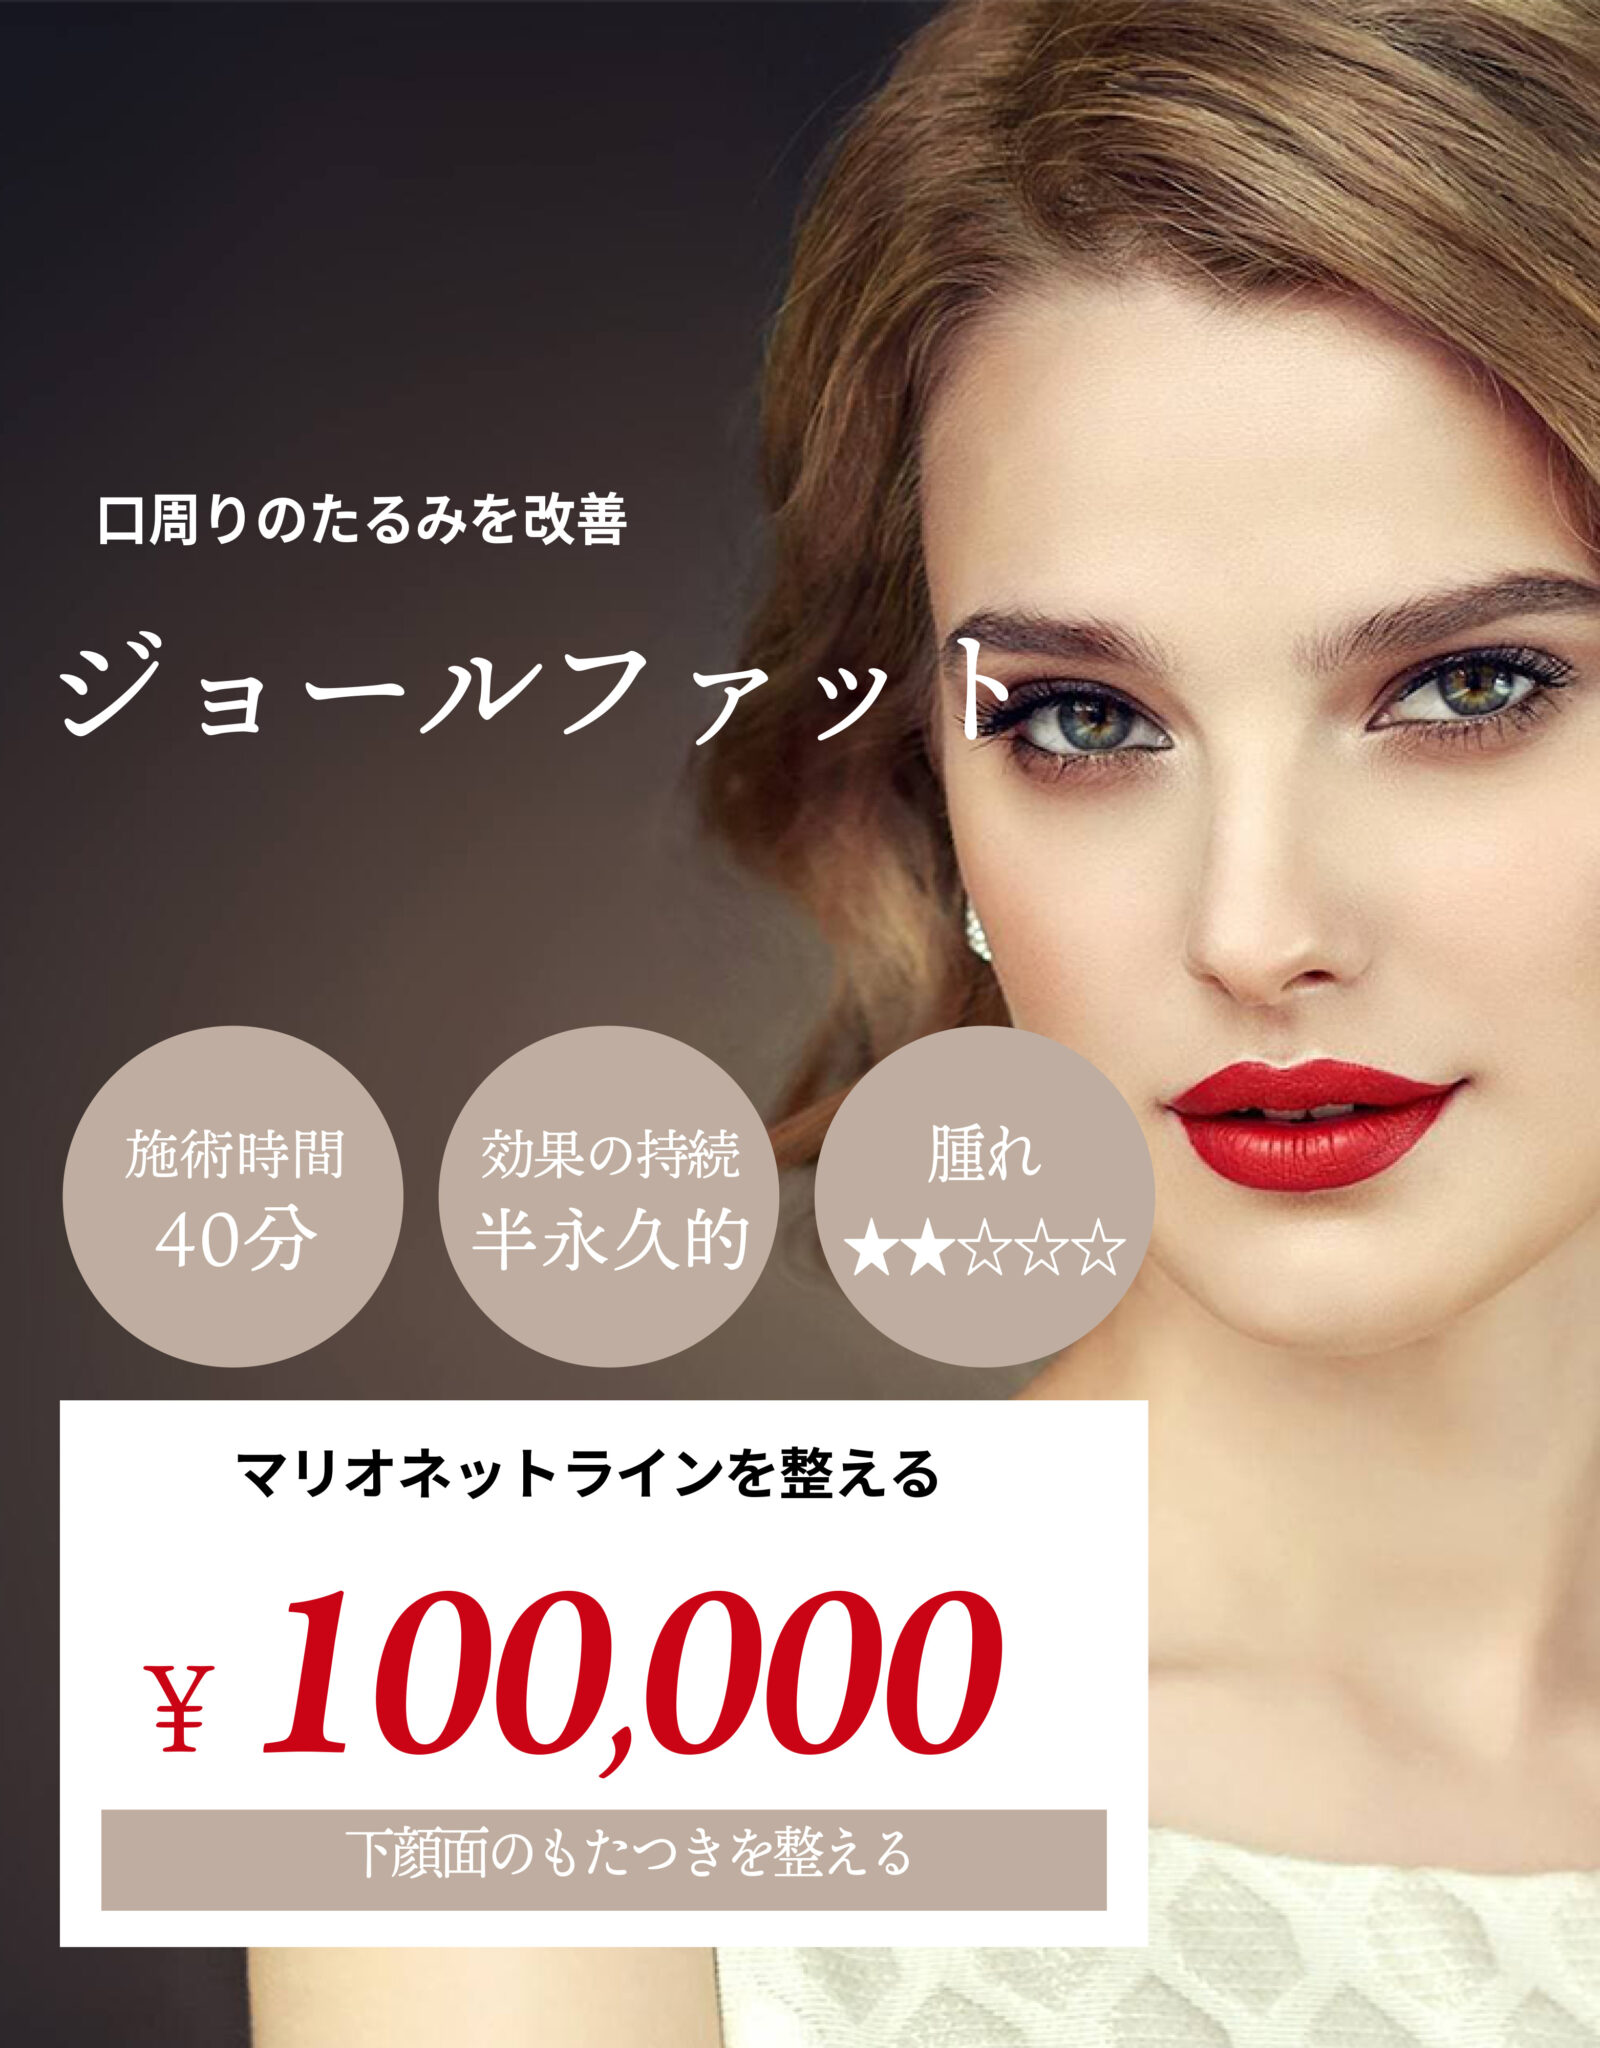 口周りのたるみを改善
ジョールファット
施術時間
40分
効果の持続
半永久的
腫れ
★★☆☆☆
マリオネットラインを整える
¥ 100,000
下顔面のもたつきを整える